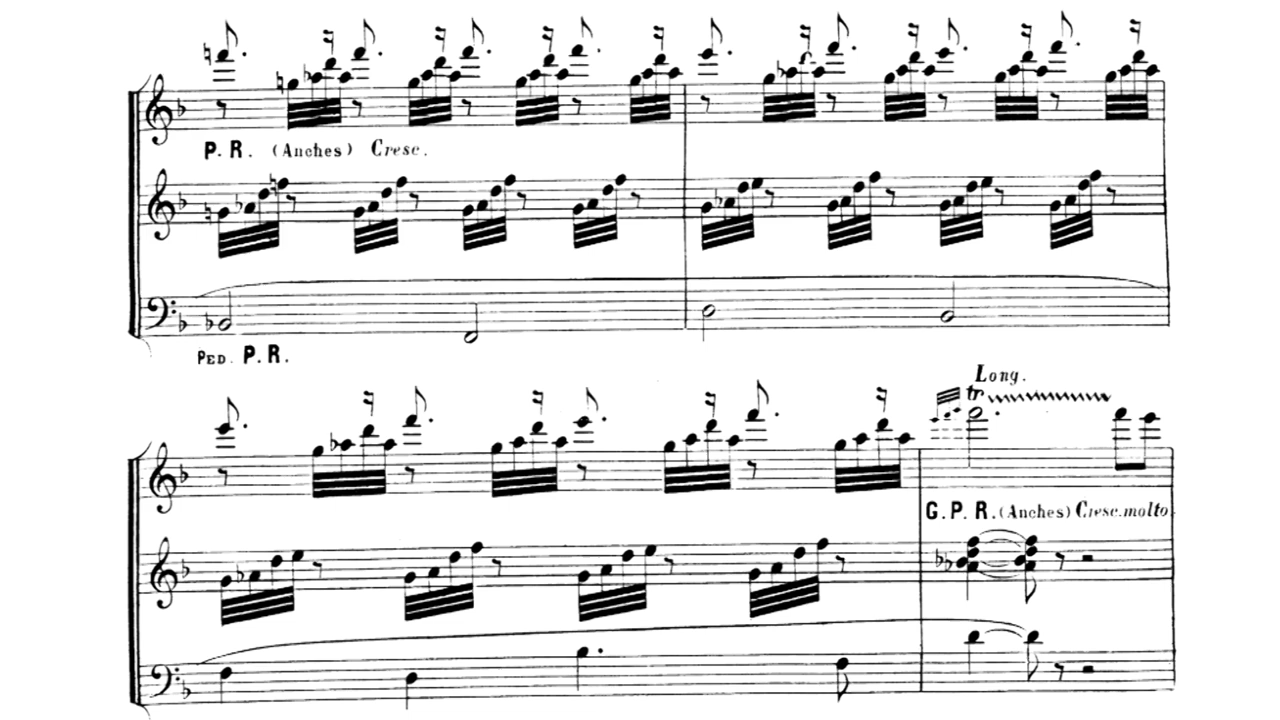 P. R. (Anches) Cresc.
PED. P. R.
Long.
tr
G. P. R. (Anches) Cresc. molto